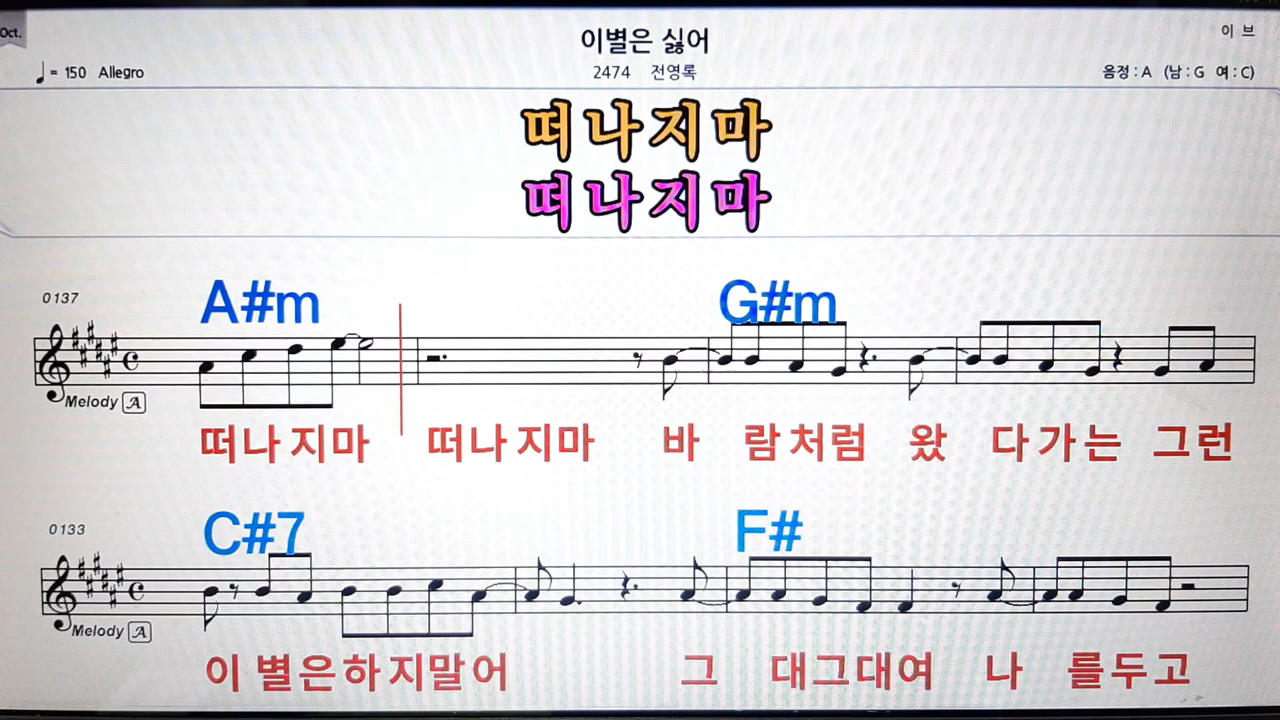 Oct.
이별은 싫어
이 브
♩= 150 Allegro
2474 전영록
음정 : A (남 : G 여 : C)
떠나지마
떠나지마
0137
A#m G#m
Melody A
떠나지마 떠나지마 바 람처럼 왔 다가는 그런
0133
C#7 F#
Melody A
이 별은하지말어 그 대그대여 나 를두고